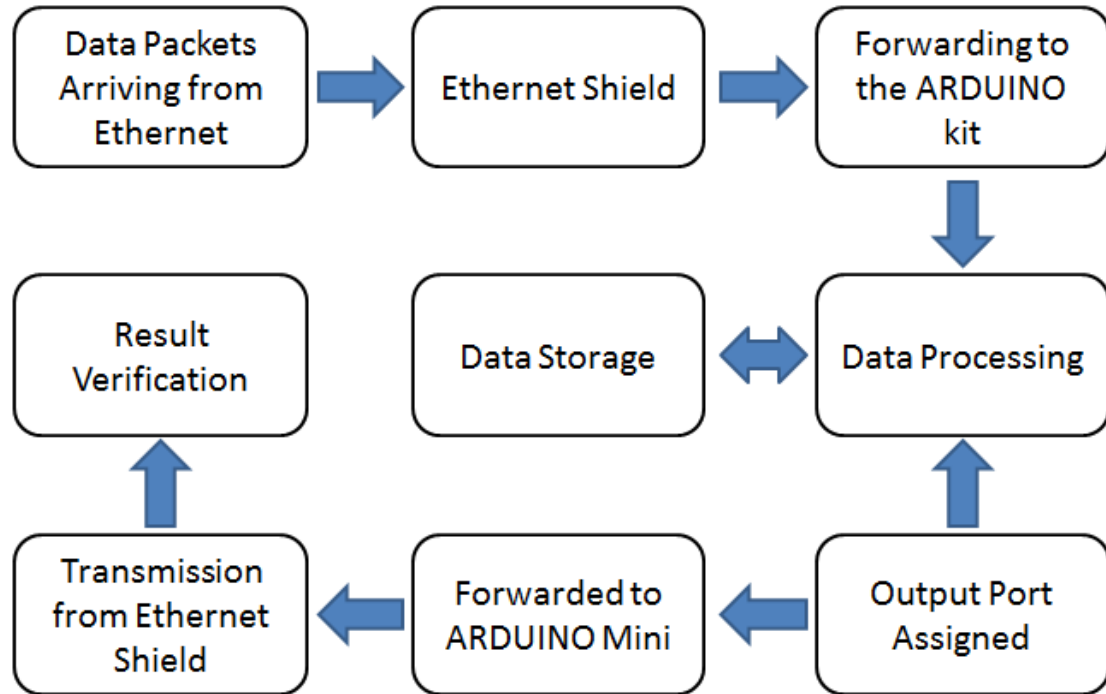 Data Packets
Arriving from
Ethernet
Ethernet Shield
Forwarding to
the ARDUINO
kit
Result
Verification
Data Storage
Data Processing
Transmission
from Ethernet
Shield
Forwarded to
ARDUINO Mini
Output Port
Assigned